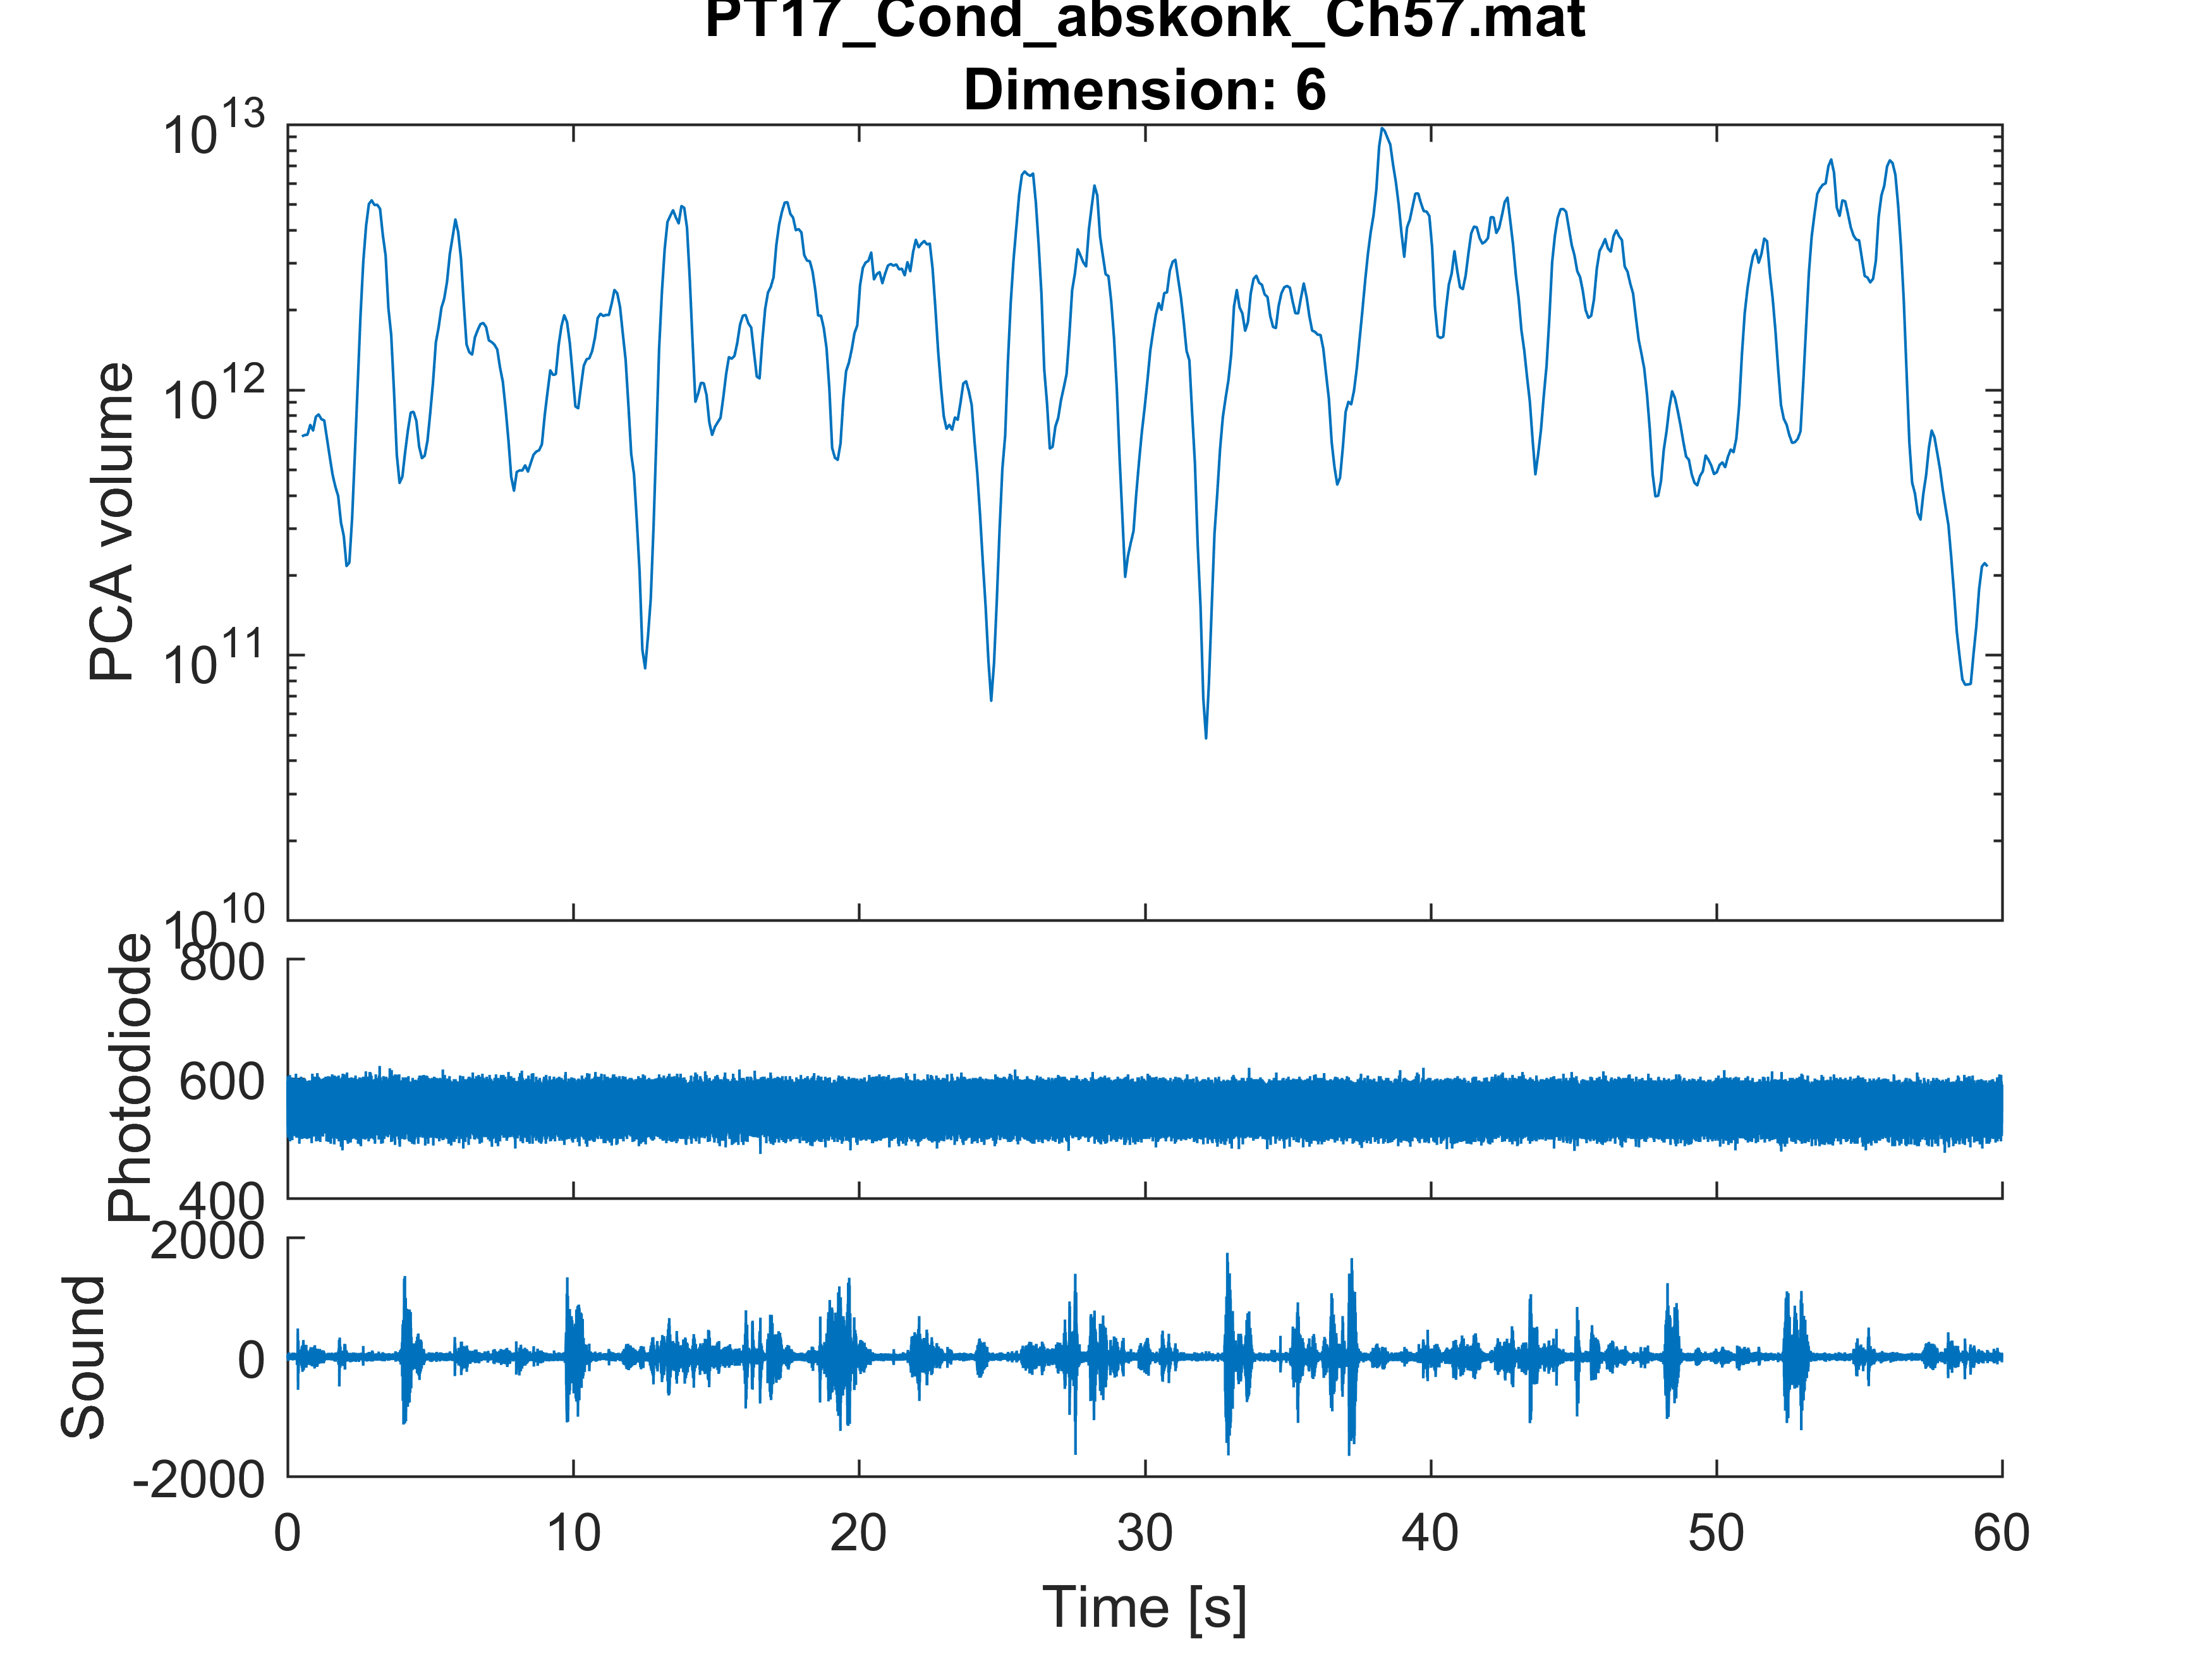 PT17_Cond_abskonk_Ch57.mat
Dimension: 6
10^13
10^12
10^11
10^10
PCA volume
800
600
400
Photodiode
2000
0
-2000
Sound
0 10 20 30 40 50 60
Time [s]